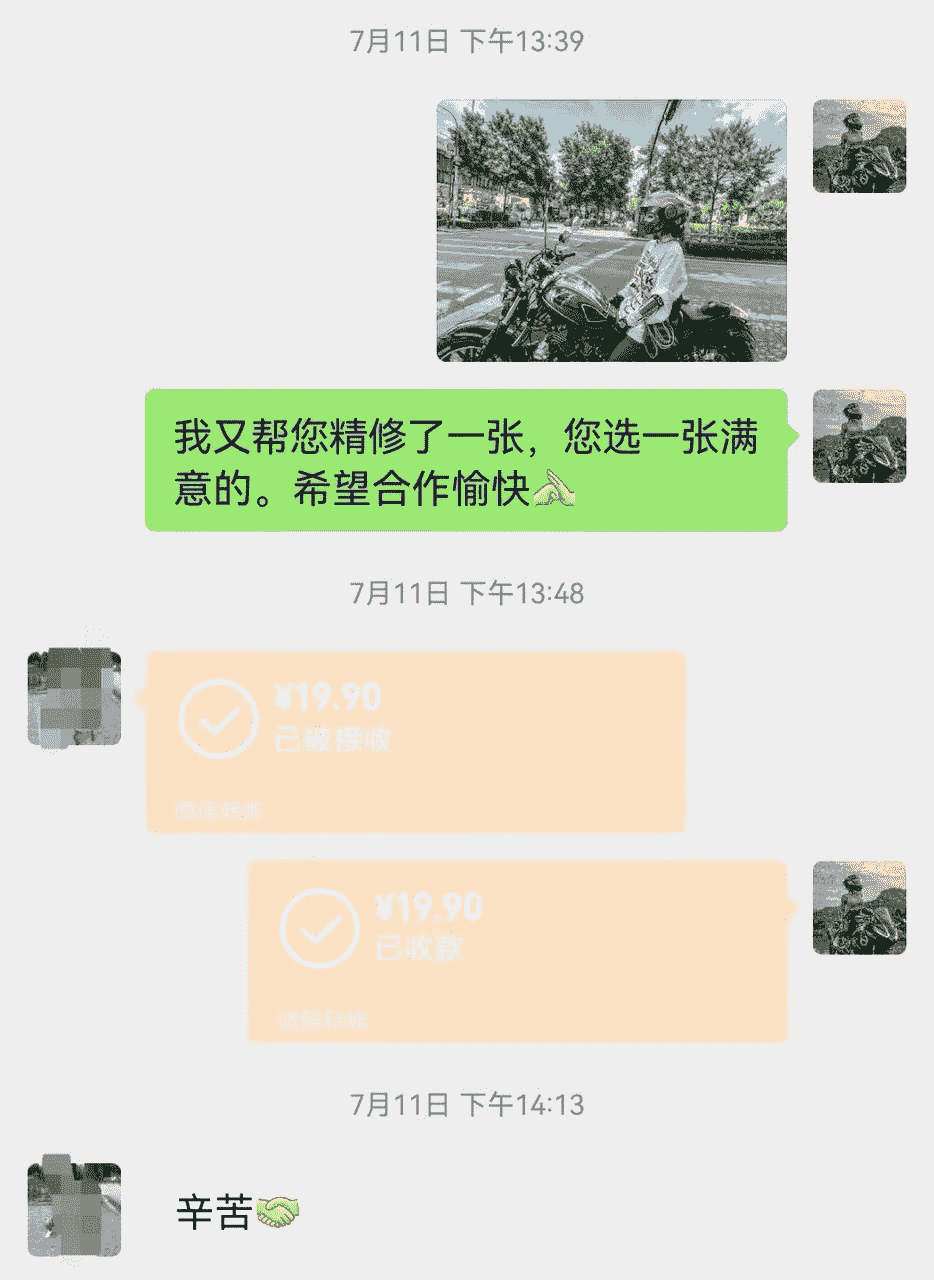 7月11日 下午13:39
我又帮您精修了一张，您选一张满
意的。希望合作愉快
7月11日 下午13:48
¥19.90
已被接收
微信转账
¥19.90
已收款
微信转账
7月11日 下午14:13
辛苦